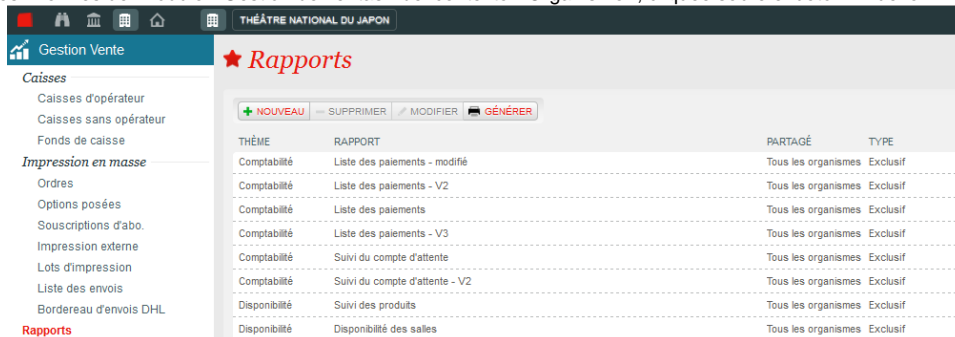 THÉÂTRE NATIONAL DU JAPON
Gestion Vente
Caisses
Caisses d'opérateur
Caisses sans opérateur
Fonds de caisse
Impression en masse
Ordres
Options posées
Souscriptions d'abo.
Impression externe
Lots d'impression
Liste des envois
Bordereau d'envois DHL
Rapports
Rapports
NOUVEAU SUPPRIMER MODIFIER GÉNÉRER
THÈME RAPPORT PARTAGÉ TYPE
Comptabilité Liste des paiements - modifié Tous les organismes Exclusif
Comptabilité Liste des paiements - V2 Tous les organismes Exclusif
Comptabilité Liste des paiements Tous les organismes Exclusif
Comptabilité Liste des paiements - V3 Tous les organismes Exclusif
Comptabilité Suivi du compte d'attente Tous les organismes Exclusif
Comptabilité Suivi du compte d'attente - V2 Tous les organismes Exclusif
Disponibilité Suivi des produits Tous les organismes Exclusif
Disponibilité Disponibilité des salles Tous les organismes Exclusif